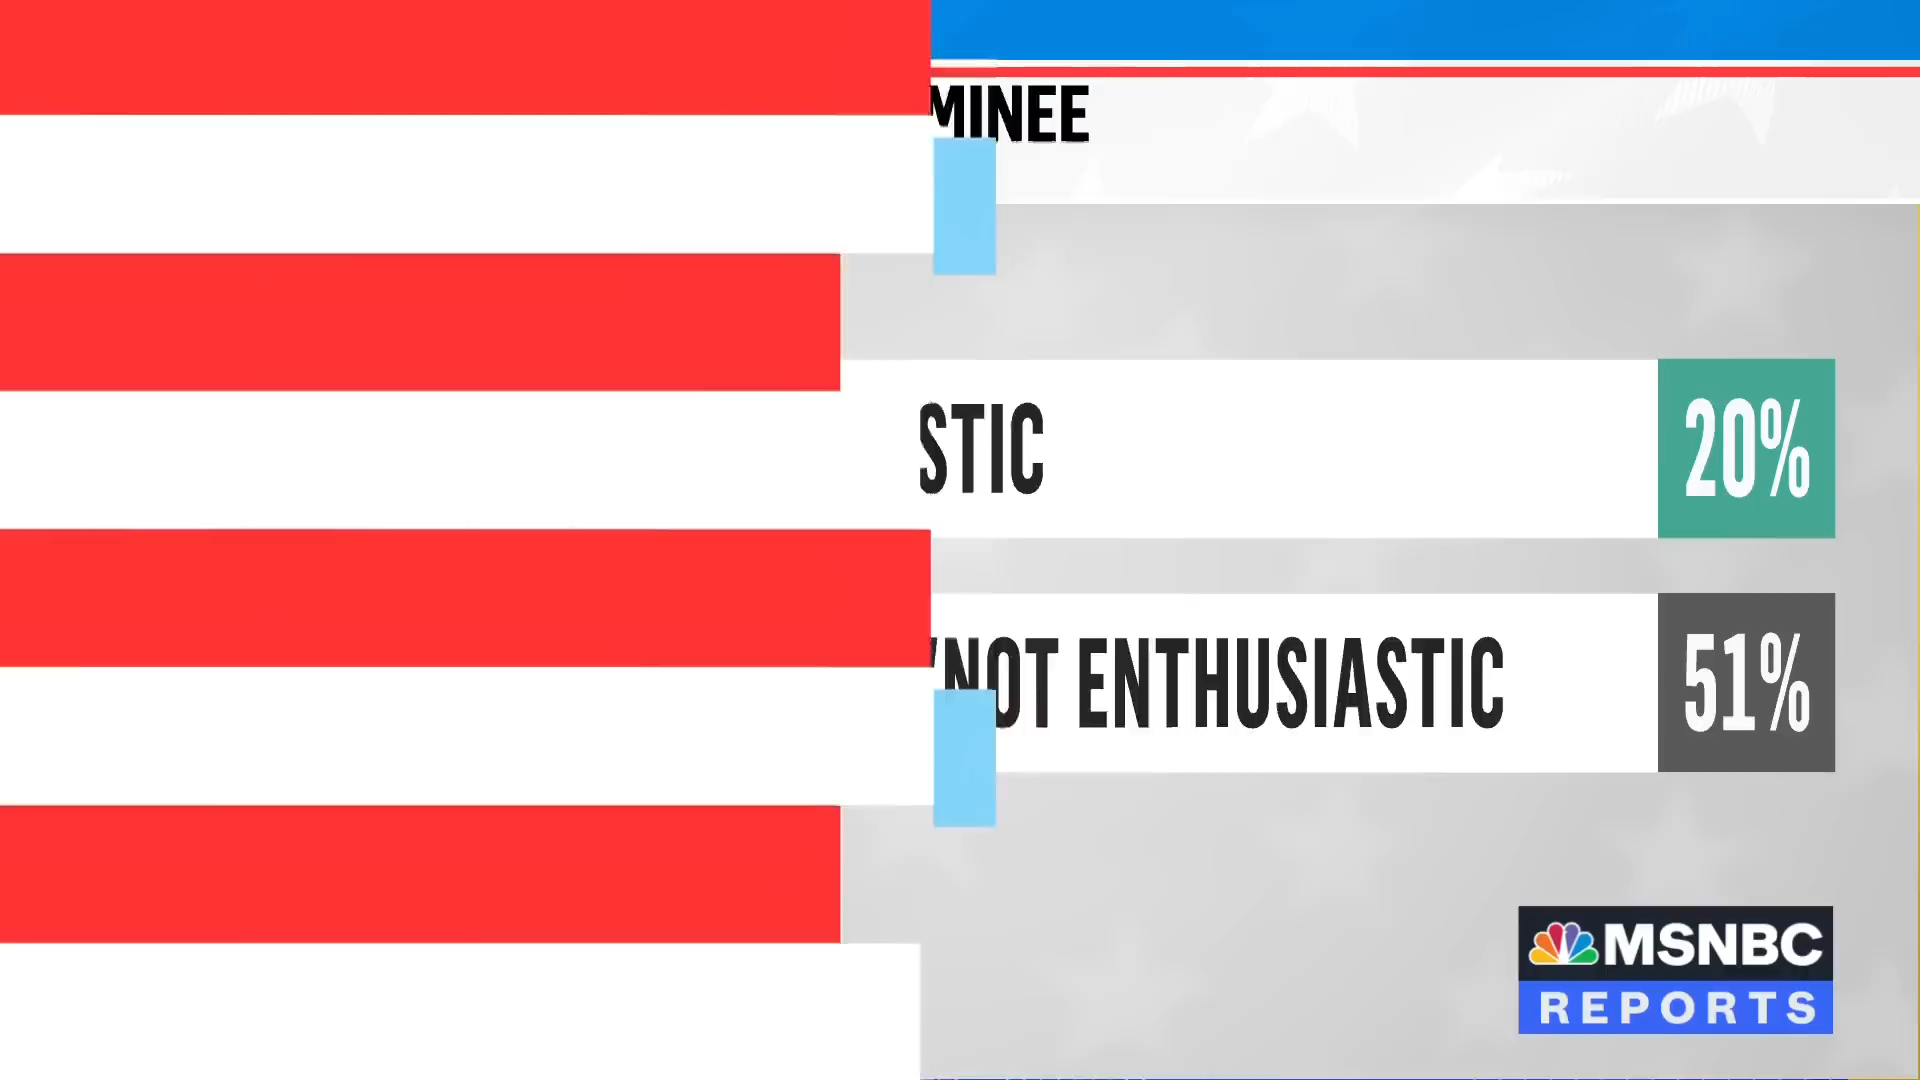 MINEE
STIC 20%
NOT ENTHUSIASTIC 51%
MSNBC
REPORTS